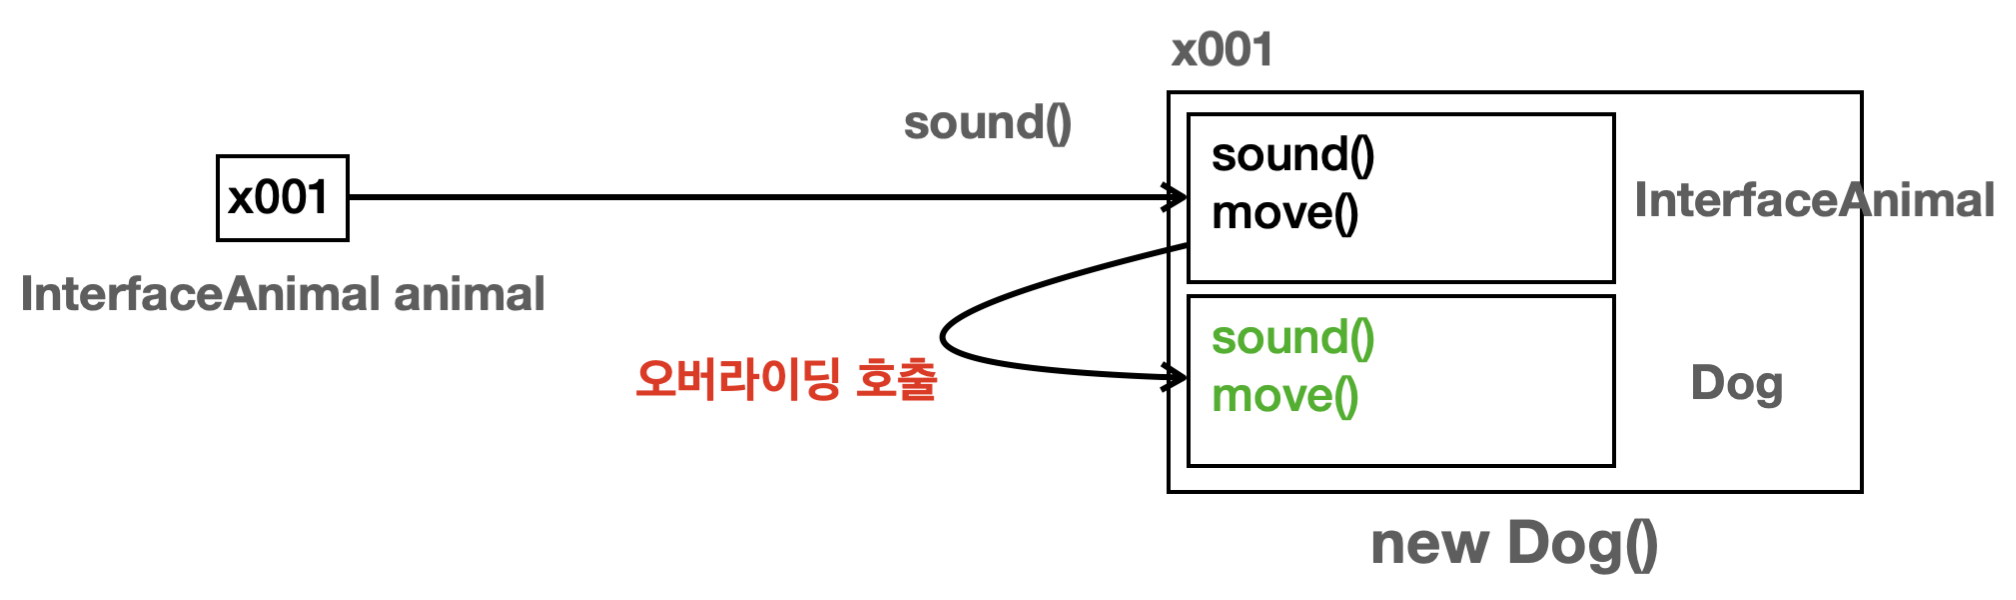 x001
sound()
sound()
move()
InterfaceAnimal
x001
InterfaceAnimal animal
오버라이딩 호출
sound()
move()
Dog
new Dog()